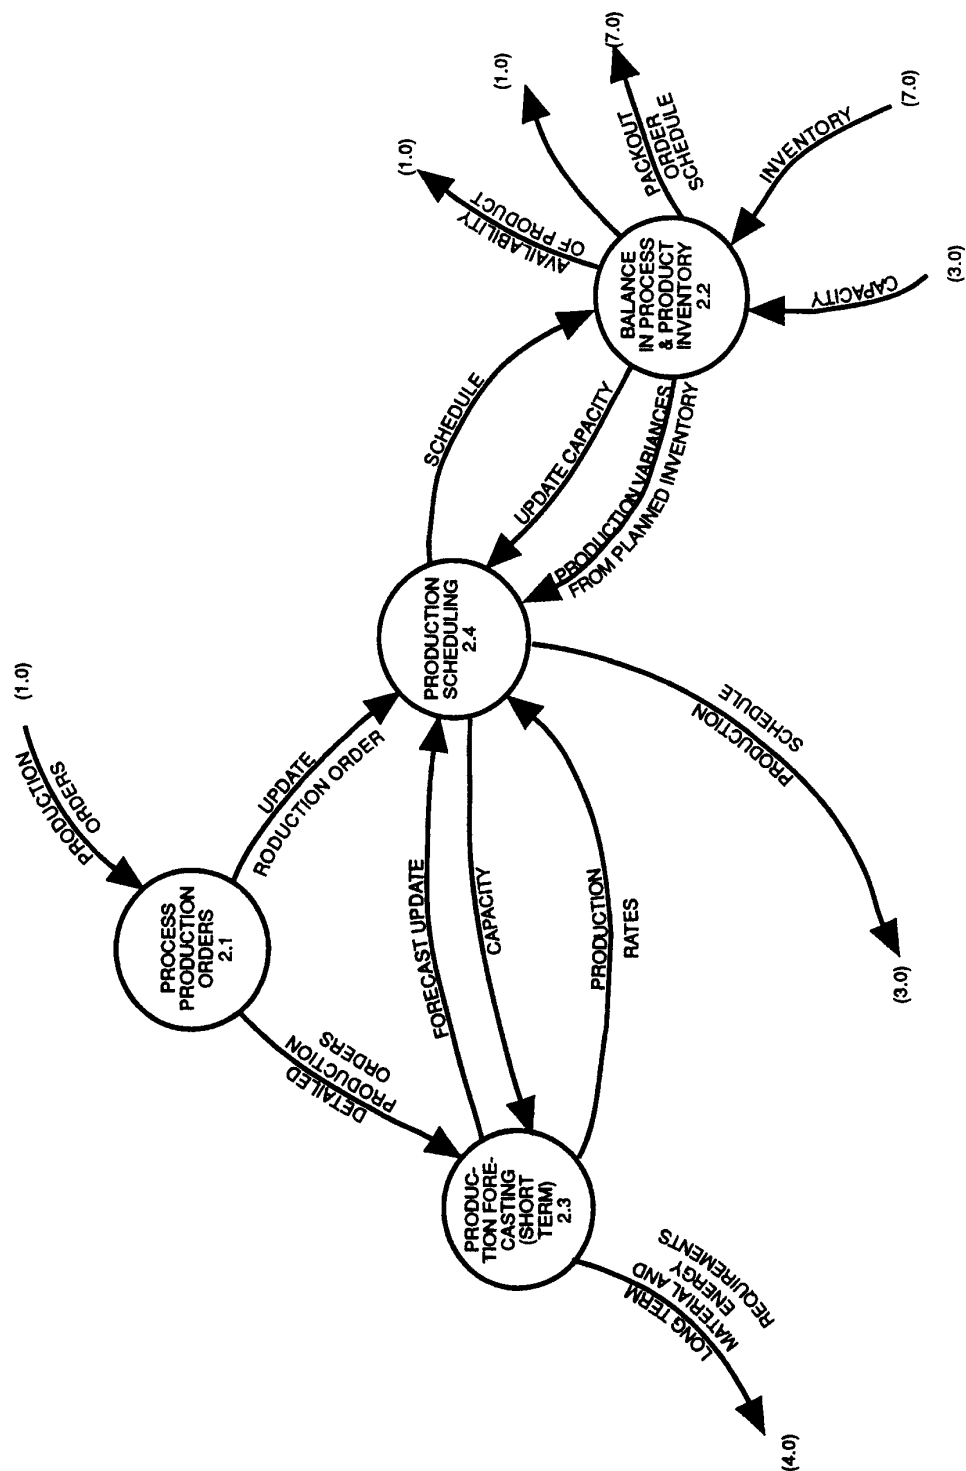 (1.0)
PRODUCTION
ORDERS
PROCESS
PRODUCTION
ORDERS
2.1
UPDATE
RODUCTION ORDER
DETAILED
PRODUCTION
ORDERS
PRODUC-
TION FORE-
CASTING
(SHORT
TERM)
2.3
FORECAST UPDATE
CAPACITY
PRODUCTION
RATES
LONG TERM
MATERIAL AND
ENERGY
REQUIREMENTS
(4.0)
PRODUCTION
SCHEDULING
2.4
SCHEDULE
UPDATE CAPACITY
PRODUCTION VARIANCES
FROM PLANNED INVENTORY
PRODUCTION
SCHEDULE
(3.0)
BALANCE
IN PROCESS
& PRODUCT
INVENTORY
2.2
AVAILABILITY
OF PRODUCT
(1.0)
(1.0)
PACKOUT
ORDER
SCHEDULE
(7.0)
INVENTORY
(7.0)
CAPACITY
(3.0)